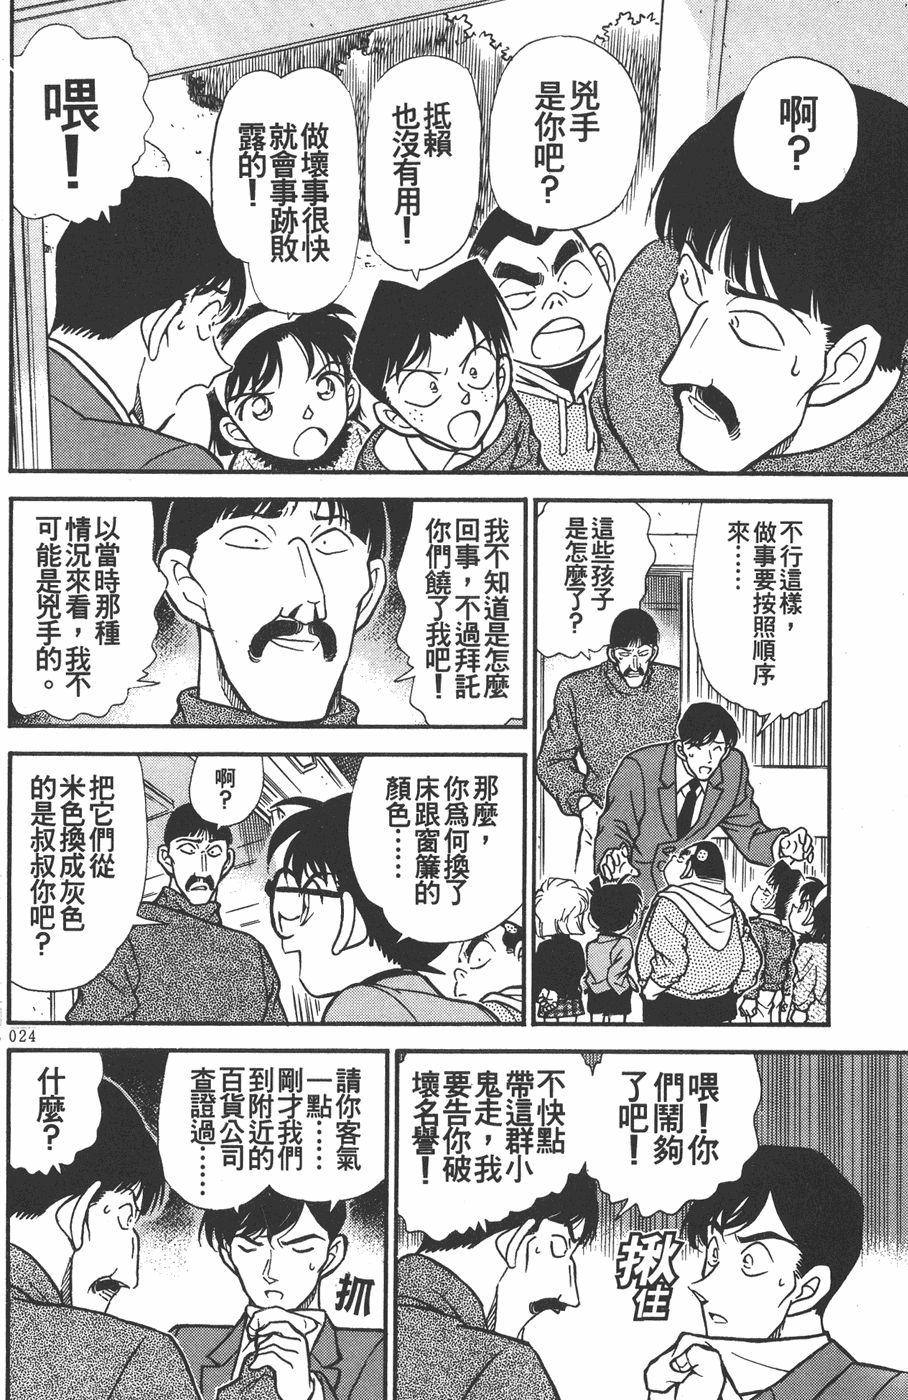 啊？
兇手
是你吧？
抵賴
也沒有用！
做壞事很快
就會事跡敗
露的！
喂！
不行這樣，
做事要按照順序
來……
這些孩子
是怎麼了？
我不知道是怎麼
回事，不過拜託
你們饒了我吧！
以當時那種
情況來看，我不
可能是兇手的。
那麼，
你爲何換了
床跟窗簾的
顏色……
啊？
把它們從
米色換成灰色
的是叔叔你吧？
024
喂！你
們鬧夠
了吧！
不快點
帶這群小
鬼走，我
要告你破
壞名譽！
揪住
請你客氣
一點……
剛才我們
到附近的
百貨公司
查證過……
抓
什麼？